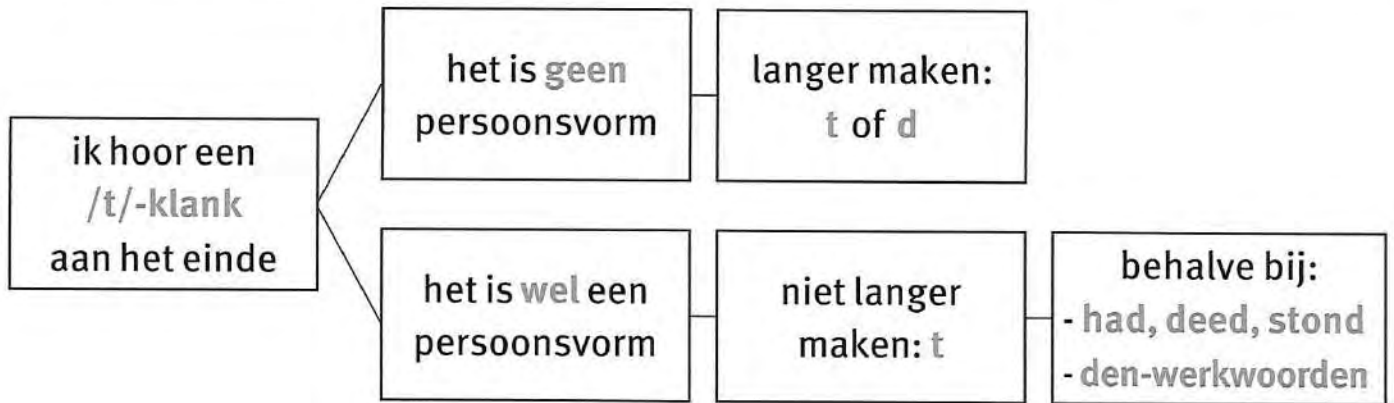 ik hoor een
/t/-klank
aan het einde
het is geen
persoonsvorm
langer maken:
t of d
het is wel een
persoonsvorm
niet langer
maken: t
behalve bij:
- had, deed, stond
- den-werkwoorden